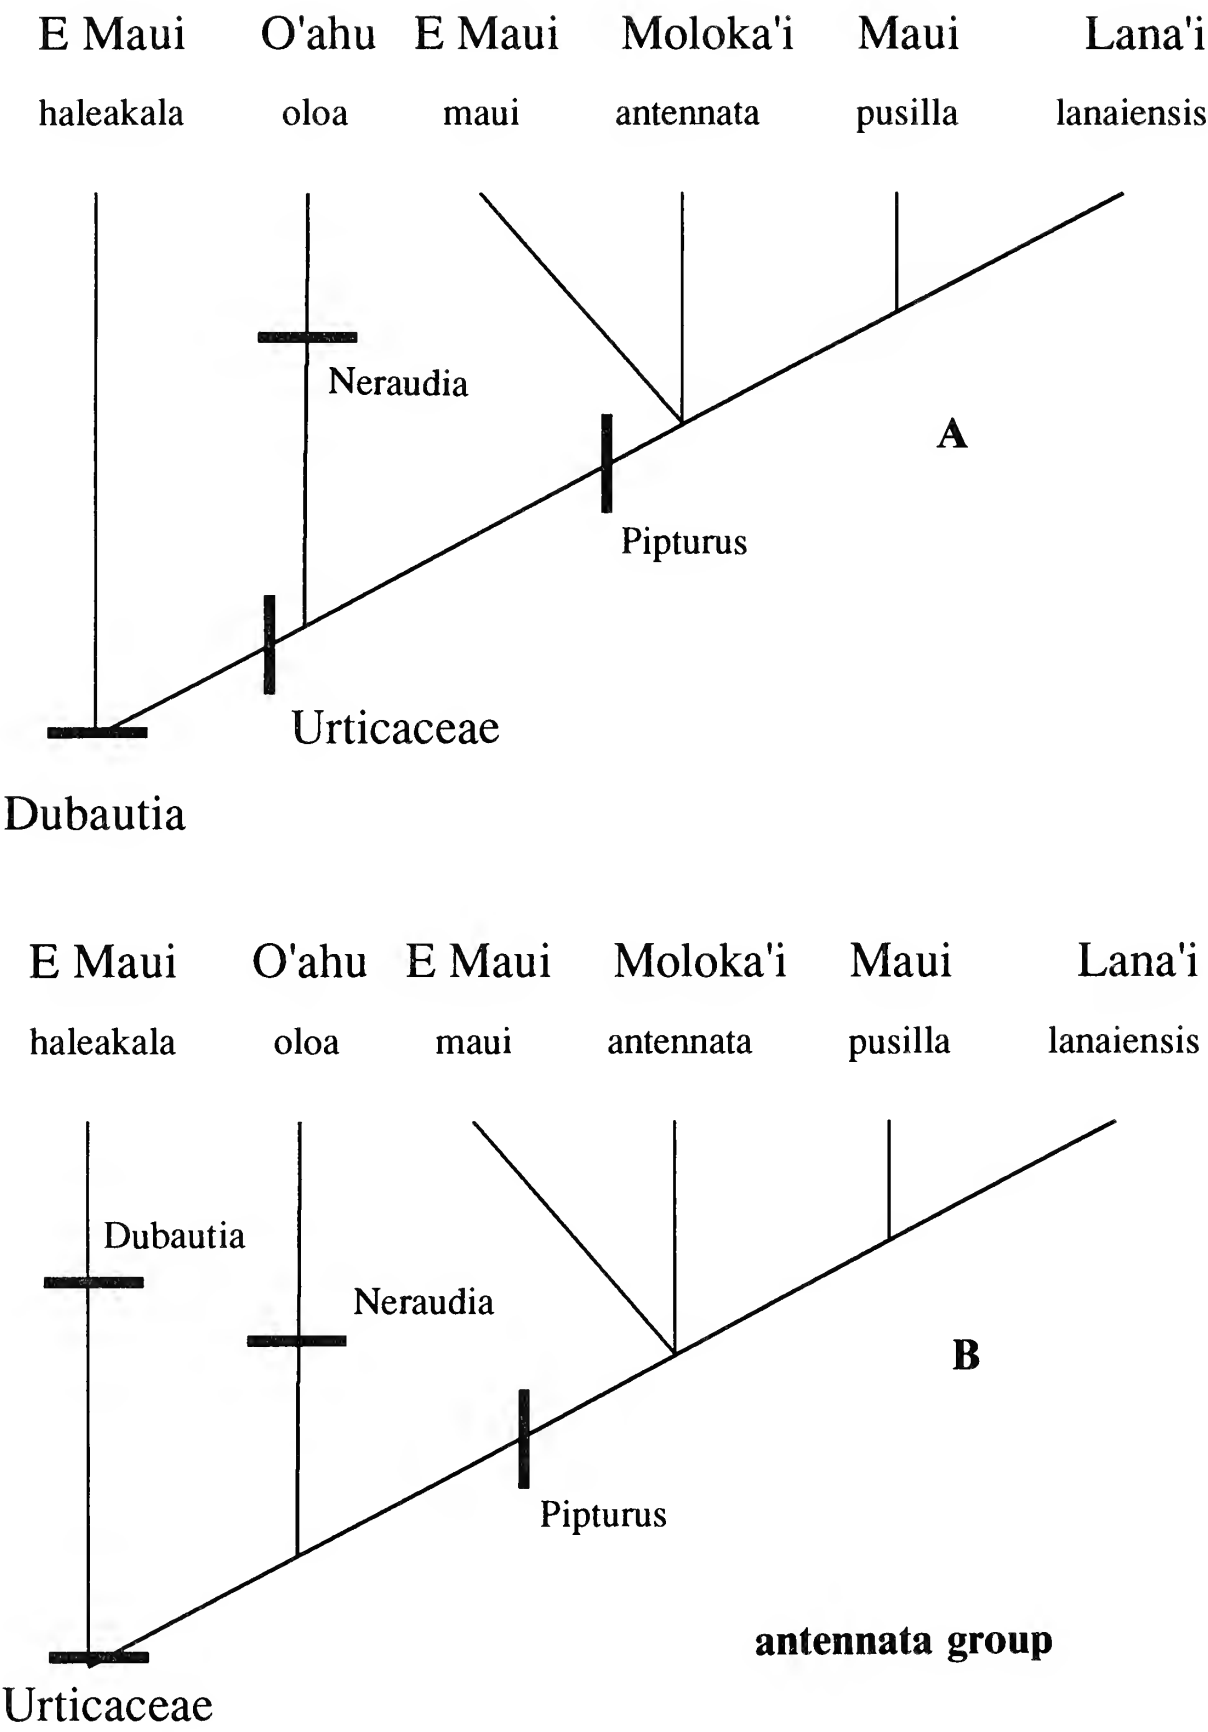 E Maui O'ahu E Maui Moloka'i Maui Lana'i
haleakala oloa maui antennata pusilla lanaiensis
Neraudia
A
Pipturus
Urticaceae
Dubautia
E Maui O'ahu E Maui Moloka'i Maui Lana'i
haleakala oloa maui antennata pusilla lanaiensis
Dubautia
Neraudia
B
Pipturus
antennata group
Urticaceae